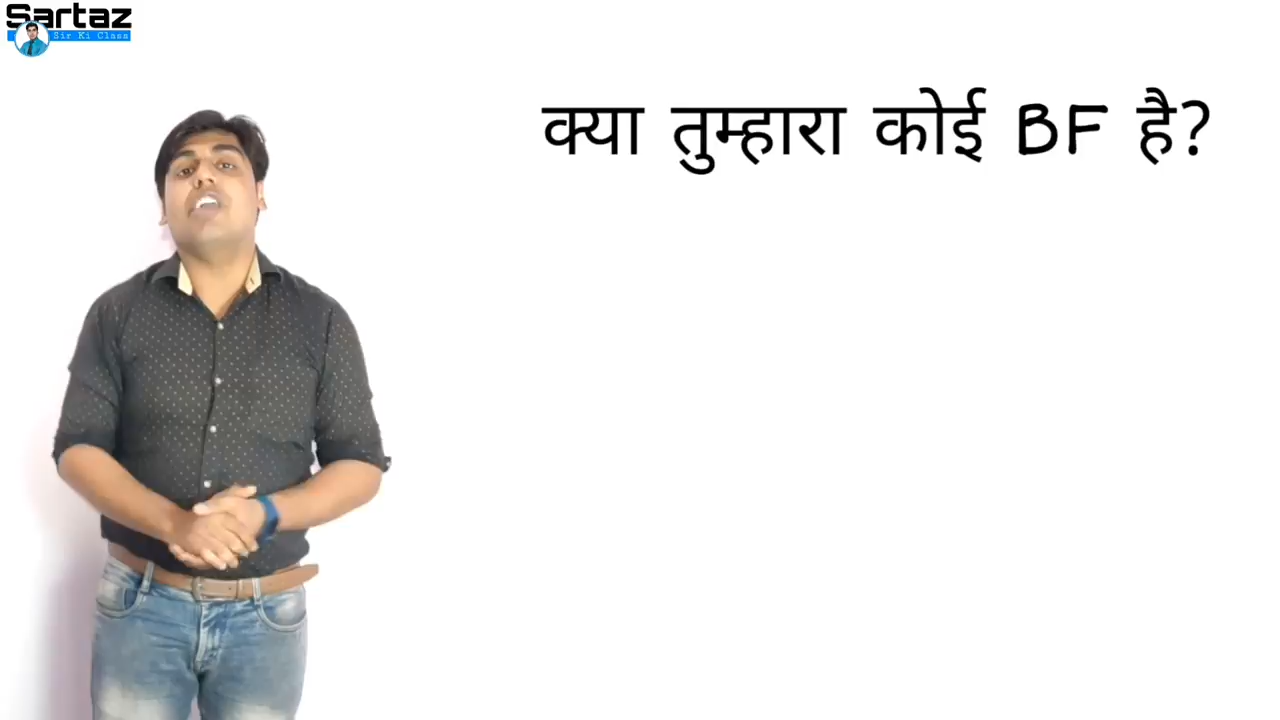 Sartaz
Sir Ki Class
क्या तुम्हारा कोई BF है?